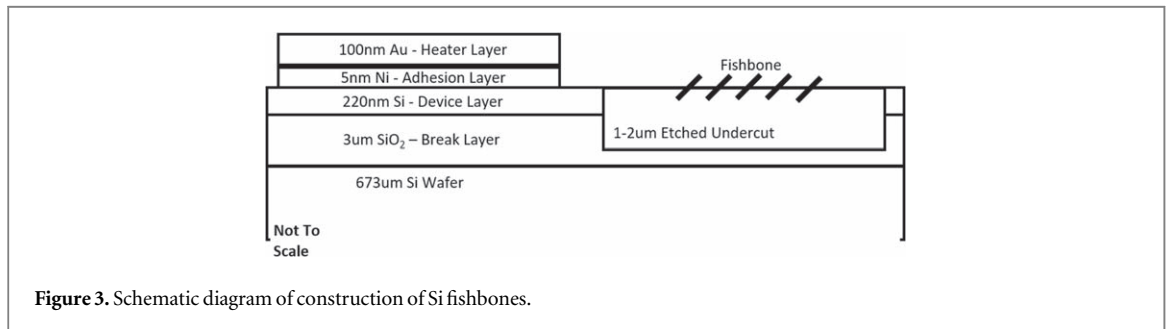 100nm Au - Heater Layer
5nm Ni - Adhesion Layer
Fishbone
220nm Si - Device Layer
3um SiO₂ – Break Layer
1-2um Etched Undercut
673um Si Wafer
Not To
Scale
Figure 3. Schematic diagram of construction of Si fishbones.